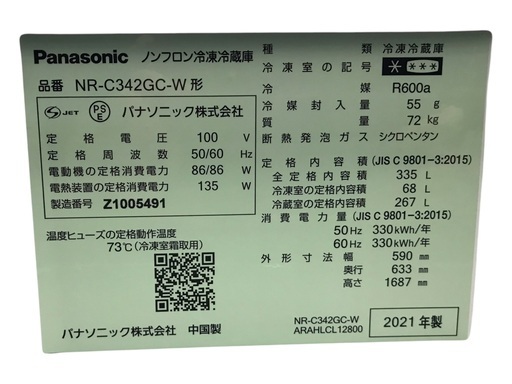 Panasonic ノンフロン冷凍冷蔵庫
品番 NR-C342GC-W形
S JET PS E パナソニック株式会社
定格電圧 100 V
定格周波数 50/60 Hz
電動機の定格消費電力 86/86 W
電熱装置の定格消費電力 135 W
製造番号 Z1005491
温度ヒューズの定格動作温度
73℃(冷凍室霜取用)
パナソニック株式会社 中国製
種類 冷凍冷蔵庫
冷凍室の記号 * ***
冷媒 R600a
冷媒封入量 55 g
質量 72 kg
断熱発泡ガス シクロペンタン
定格内容積 (JIS C 9801-3:2015)
全定格内容積 335 L
冷凍室の定格内容積 68 L
冷蔵室の定格内容積 267 L
消費電力量 (JIS C 9801-3:2015)
50Hz 330kWh/年
60Hz 330kWh/年
外形寸法 幅 590 mm
奥行 633 mm
高さ 1687 mm
NR-C342GC-W
ARAHLCL12800
2021年製